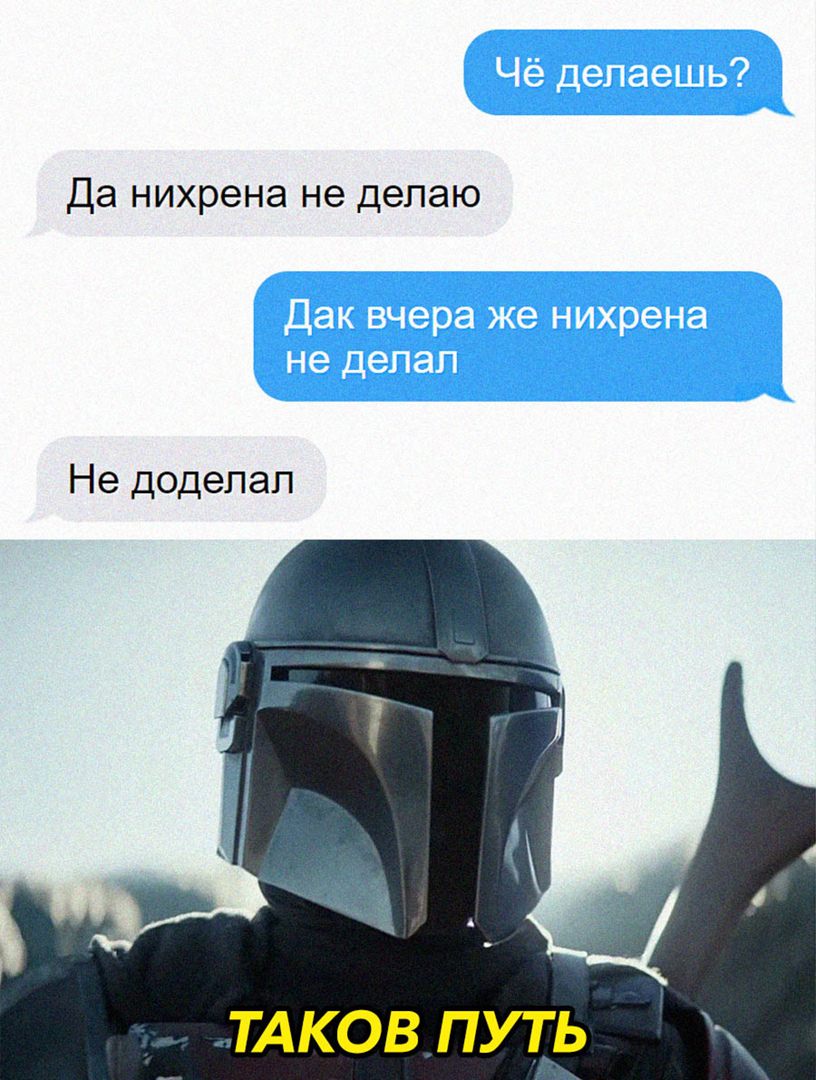 Чё делаешь?
Да нихрена не делаю
Дак вчера же нихрена
не делал
Не доделал
ТАКОВ ПУТЬ